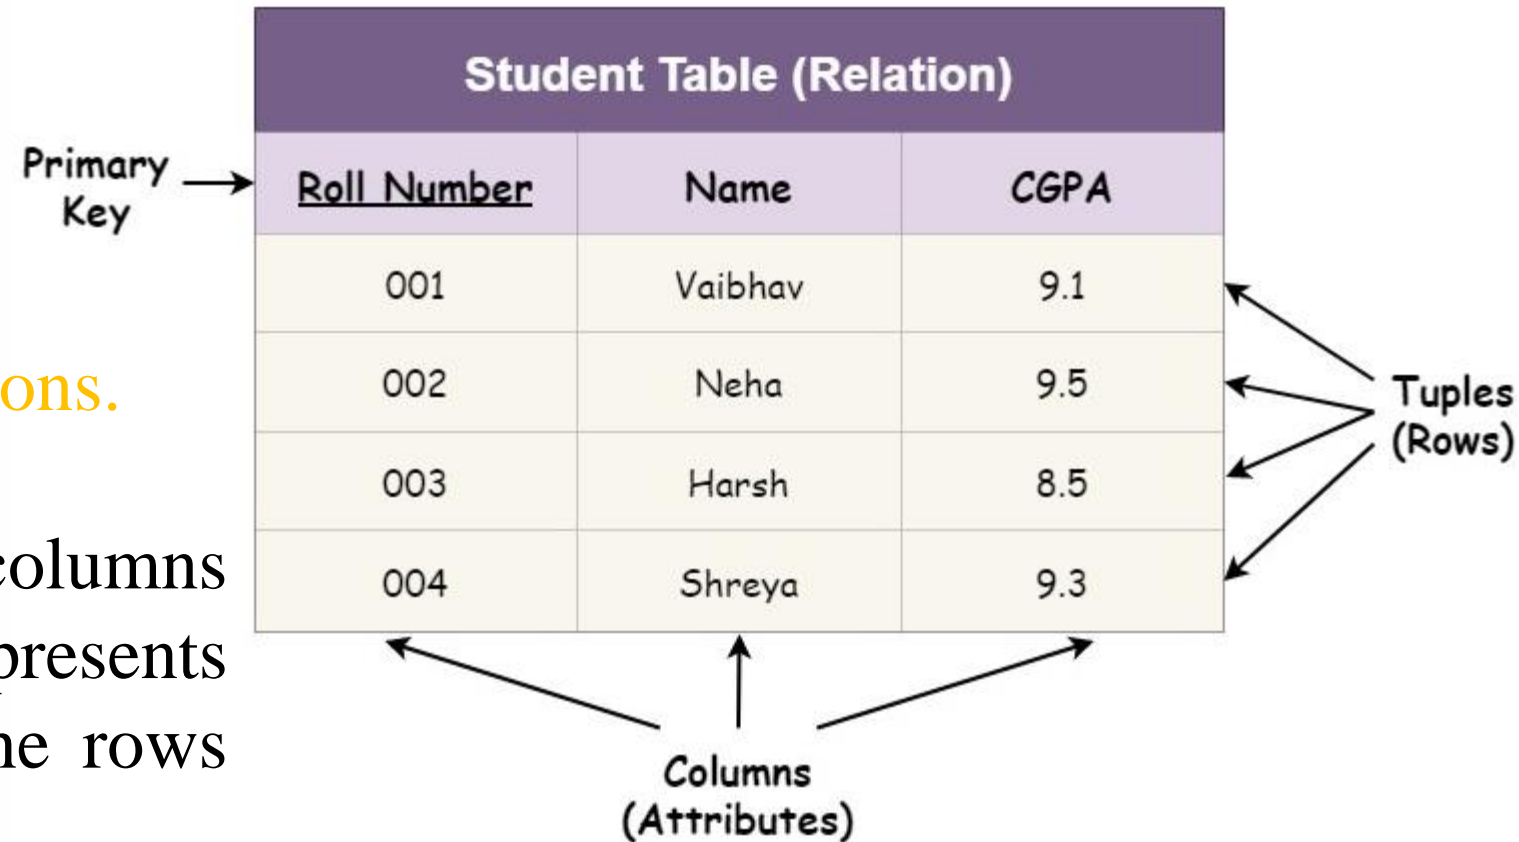 Student Table (Relation)
Primary
Key
Roll Number Name CGPA
001 Vaibhav 9.1
002 Neha 9.5
003 Harsh 8.5
004 Shreya 9.3
Tuples
(Rows)
Columns
(Attributes)
ons.
columns
presents
rows